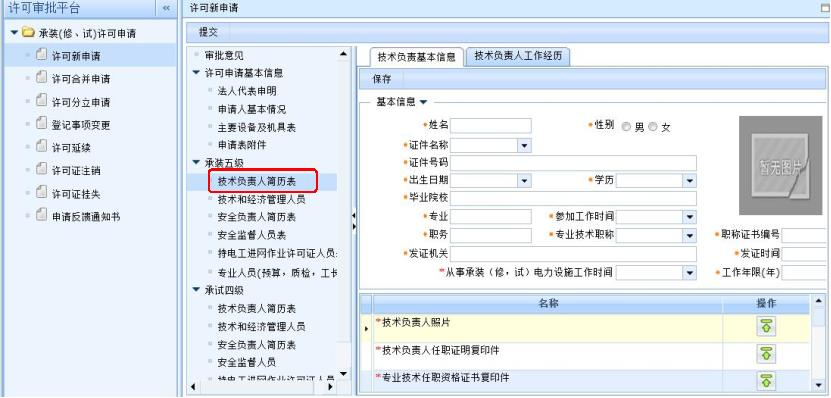 许可审批平台
承装(修、试)许可申请
许可新申请
许可合并申请
许可分立申请
登记事项变更
许可延续
许可证注销
许可证挂失
申请反馈通知书
许可新申请
提交
审批意见
许可申请基本信息
法人代表申明
申请人基本情况
主要设备及机具表
申请表附件
承装五级
技术负责人简历表
技术和经济管理人员
安全负责人简历表
安全监督人员表
持电工进网作业许可证人员
专业人员(预算，质检，工长
承试四级
技术负责人简历表
技术和经济管理人员
安全负责人简历表
安全监督人员
持电工进网作业许可证人员
技术负责基本信息
技术负责人工作经历
保存
基本信息
*姓名
*性别 男 女
*证件名称
*证件号码
*出生日期 *学历
*毕业院校
*专业 *参加工作时间
*职务 *专业技术职称 *职称证书编号
*发证机关 *发证时间
*从事承装（修，试）电力设施工作时间 *工作年限(年)
暂无图片
名称 操作
*技术负责人照片
*技术负责人任职证明复印件
*专业技术任职资格证书复印件